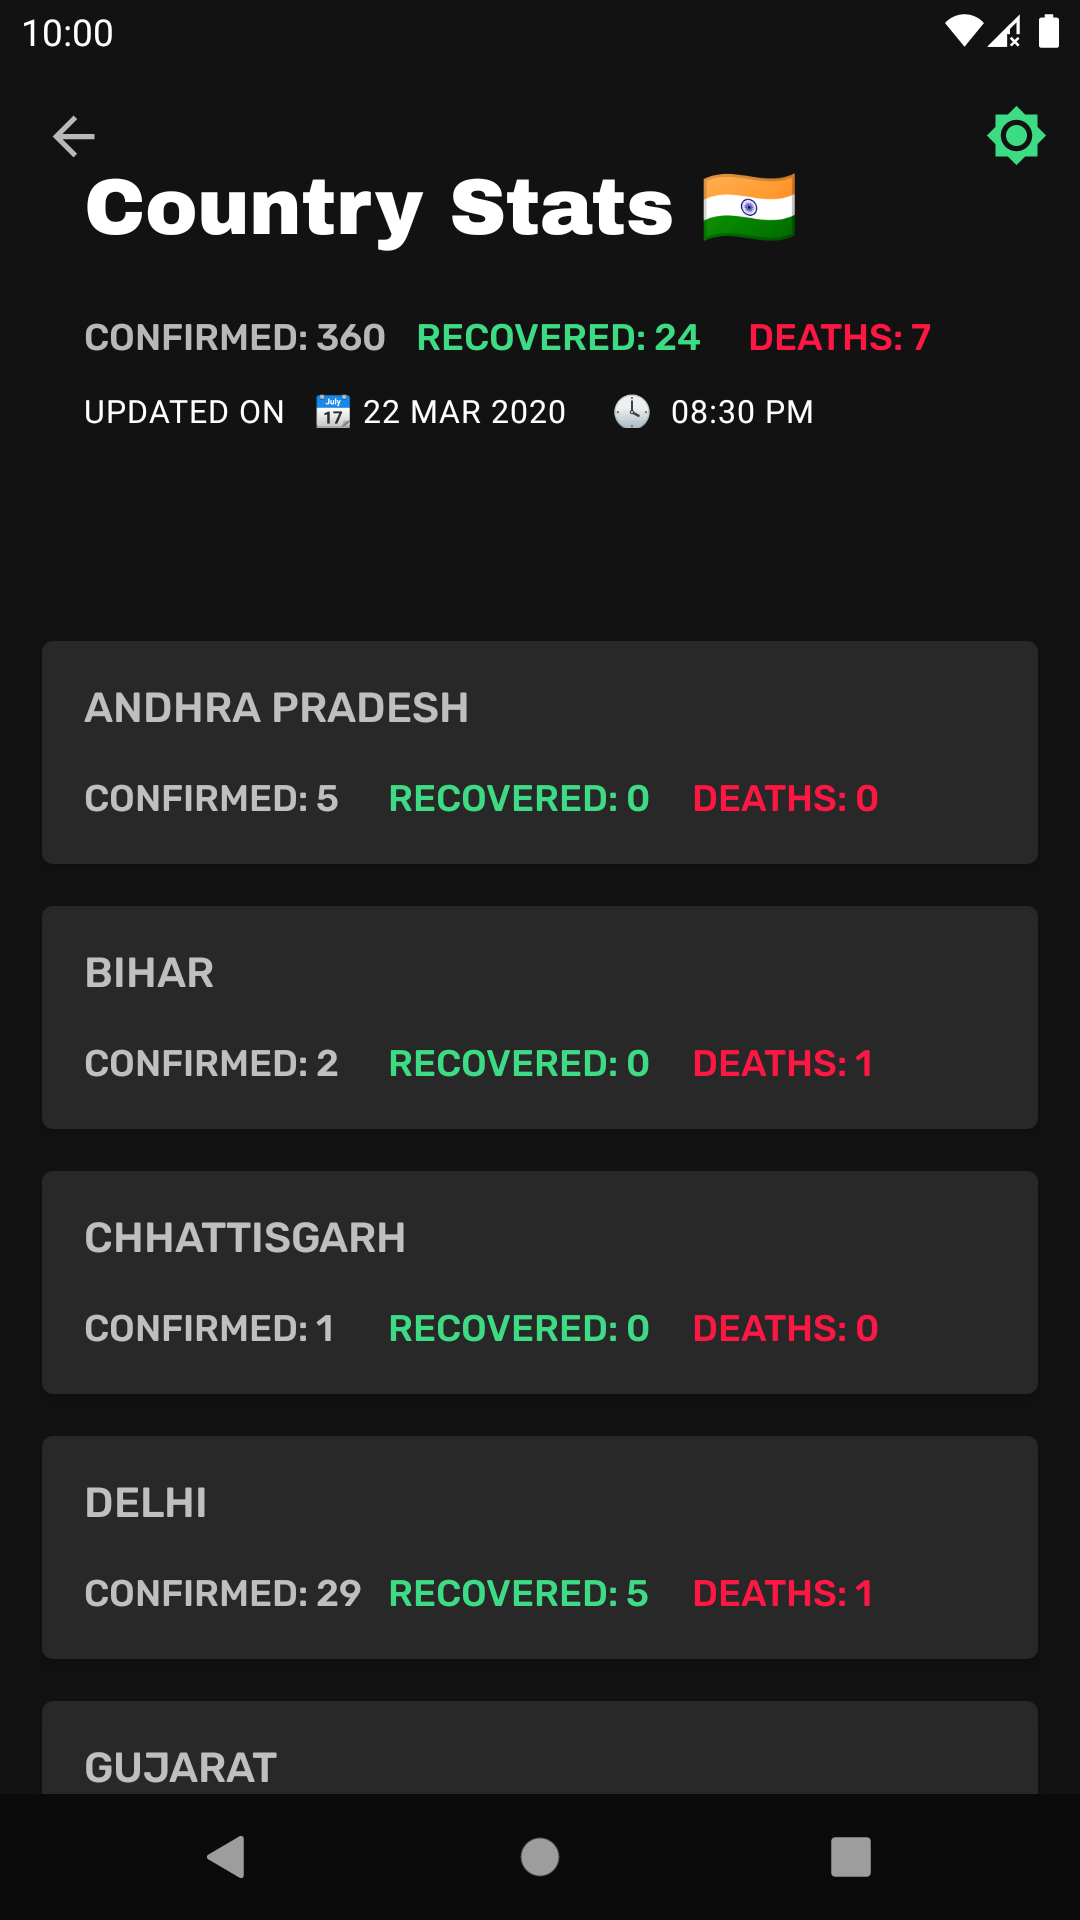 10:00
Country Stats 🇮🇳
CONFIRMED: 360 RECOVERED: 24 DEATHS: 7
UPDATED ON 📅 22 MAR 2020 🕓 08:30 PM
ANDHRA PRADESH
CONFIRMED: 5 RECOVERED: 0 DEATHS: 0
BIHAR
CONFIRMED: 2 RECOVERED: 0 DEATHS: 1
CHHATTISGARH
CONFIRMED: 1 RECOVERED: 0 DEATHS: 0
DELHI
CONFIRMED: 29 RECOVERED: 5 DEATHS: 1
GUJARAT